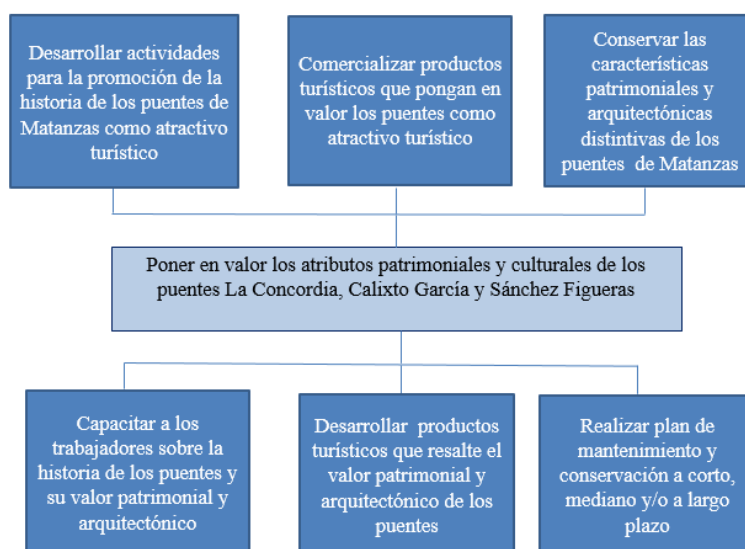 Desarrollar actividades
para la promoción de la
historia de los puentes de
Matanzas como atractivo
turístico
Comercializar productos
turísticos que pongan en
valor los puentes como
atractivo turístico
Conservar las
características
patrimoniales y
arquitectónicas
distintivas de los
puentes de Matanzas
Poner en valor los atributos patrimoniales y culturales de los
puentes La Concordia, Calixto García y Sánchez Figueras
Capacitar a los
trabajadores sobre la
historia de los puentes y
su valor patrimonial y
arquitectónico
Desarrollar productos
turísticos que resalte el
valor patrimonial y
arquitectónico de los
puentes
Realizar plan de
mantenimiento y
conservación a corto,
mediano y/o a largo
plazo